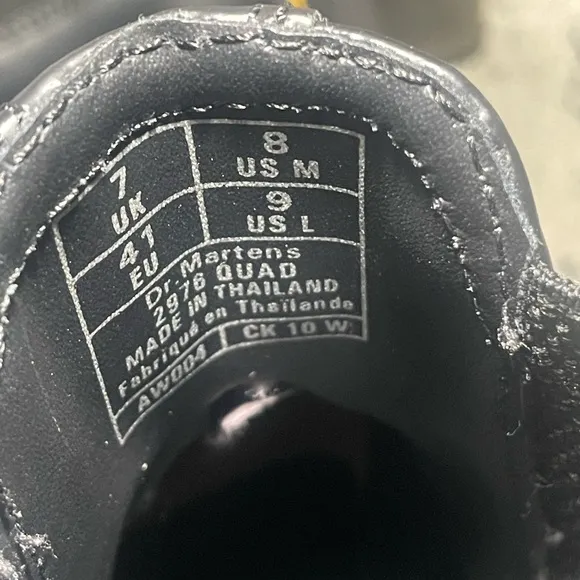 7 UK
8 US M
41 EU
9 US L
Dr. Martens
2976 QUAD
MADE IN THAILAND
Fabriqué en Thaïlande
AW004
CK 10 W